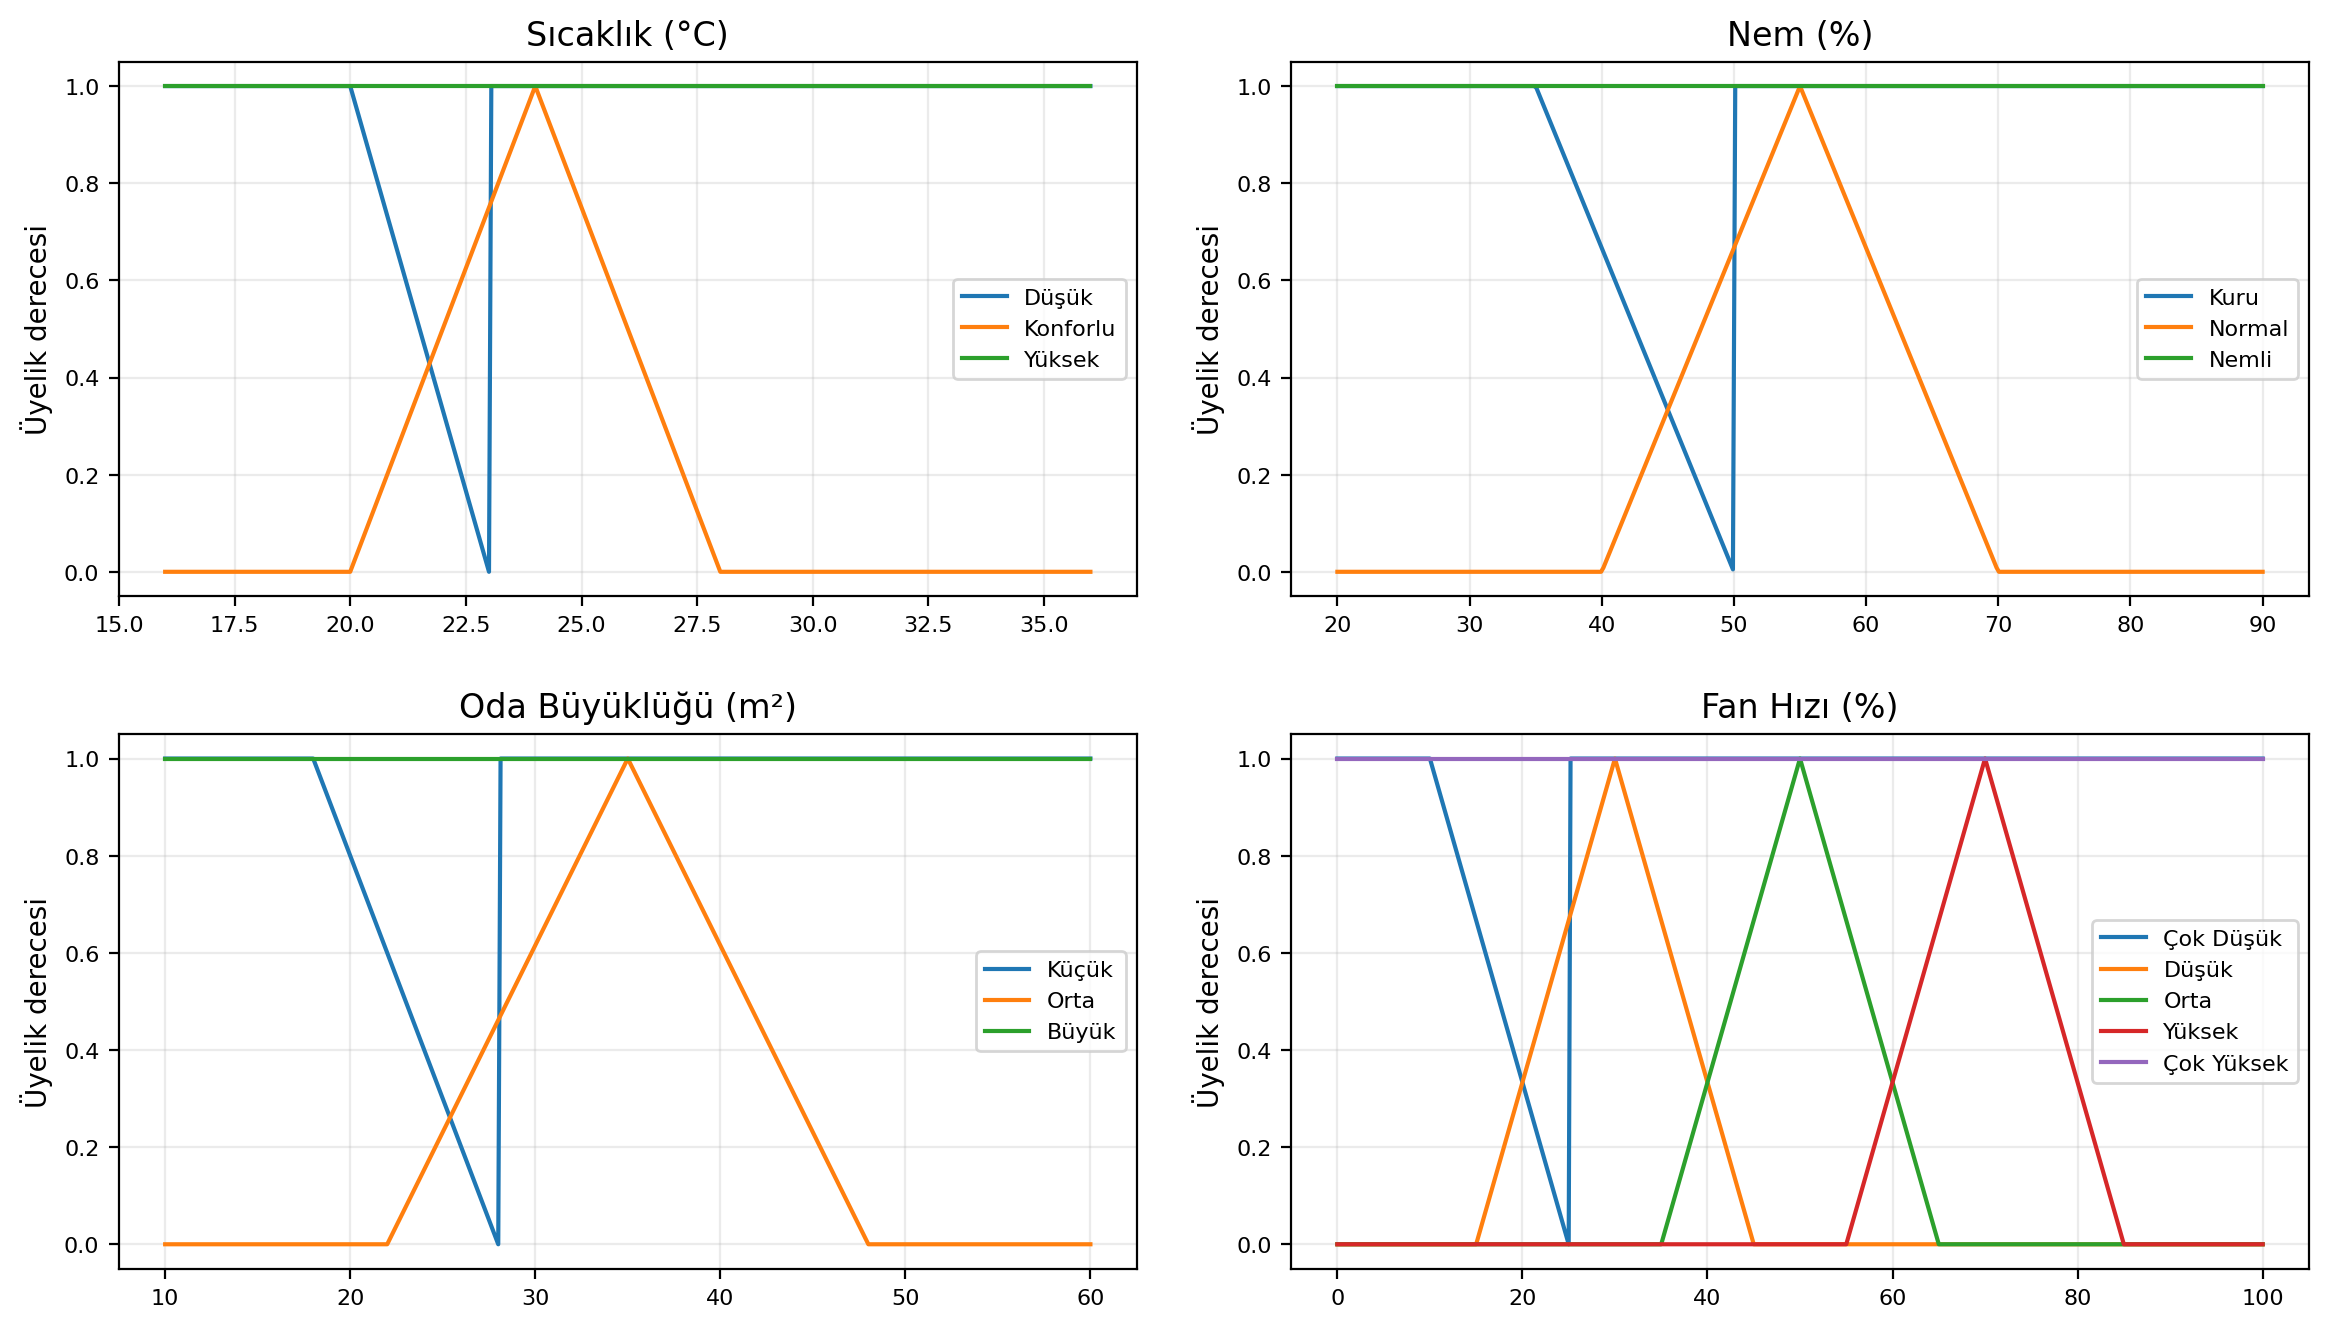 Sıcaklık (°C)
1.0
0.8
0.6
0.4
0.2
0.0
Üyelik derecesi
Düşük
Konforlu
Yüksek
15.0 17.5 20.0 22.5 25.0 27.5 30.0 32.5 35.0
Nem (%)
1.0
0.8
0.6
0.4
0.2
0.0
Üyelik derecesi
Kuru
Normal
Nemli
20 30 40 50 60 70 80 90
Oda Büyüklüğü (m²)
1.0
0.8
0.6
0.4
0.2
0.0
Üyelik derecesi
Küçük
Orta
Büyük
10 20 30 40 50 60
Fan Hızı (%)
1.0
0.8
0.6
0.4
0.2
0.0
Üyelik derecesi
Çok Düşük
Düşük
Orta
Yüksek
Çok Yüksek
0 20 40 60 80 100